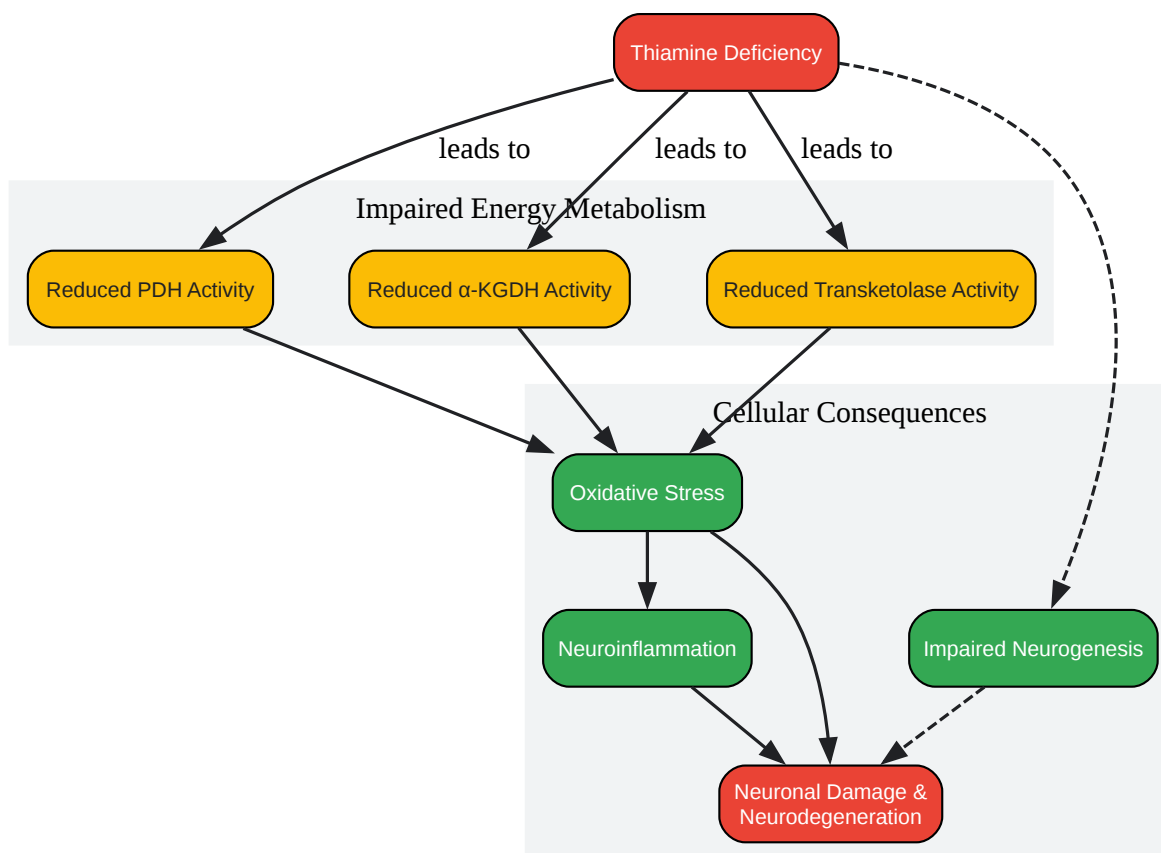 Thiamine Deficiency
leads to
leads to
leads to
Impaired Energy Metabolism
Reduced PDH Activity
Reduced α-KGDH Activity
Reduced Transketolase Activity
Cellular Consequences
Oxidative Stress
Neuroinflammation
Impaired Neurogenesis
Neuronal Damage &
Neurodegeneration